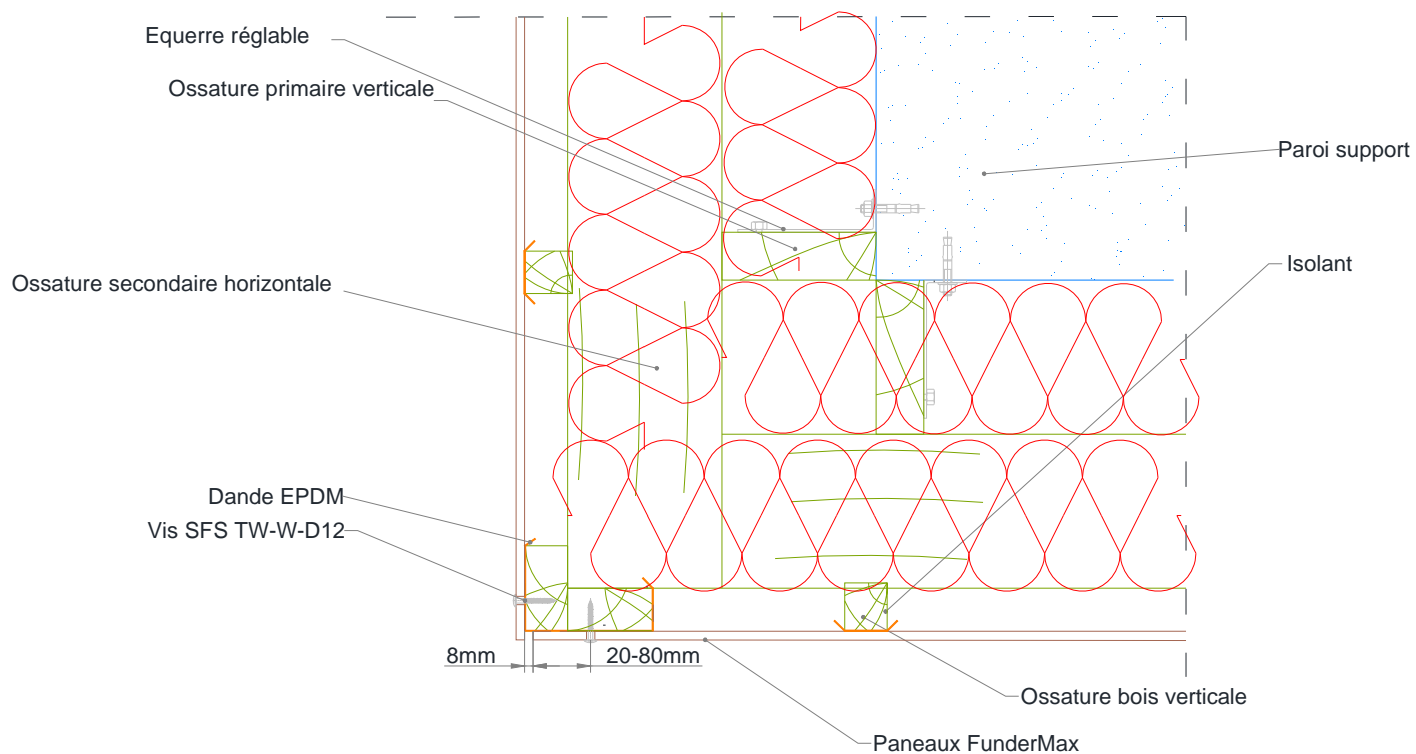 Equerre réglable
Ossature primaire verticale
Paroi support
Isolant
Ossature secondaire horizontale
Dande EPDM
Vis SFS TW-W-D12
8mm
20-80mm
Ossature bois verticale
Paneaux FunderMax